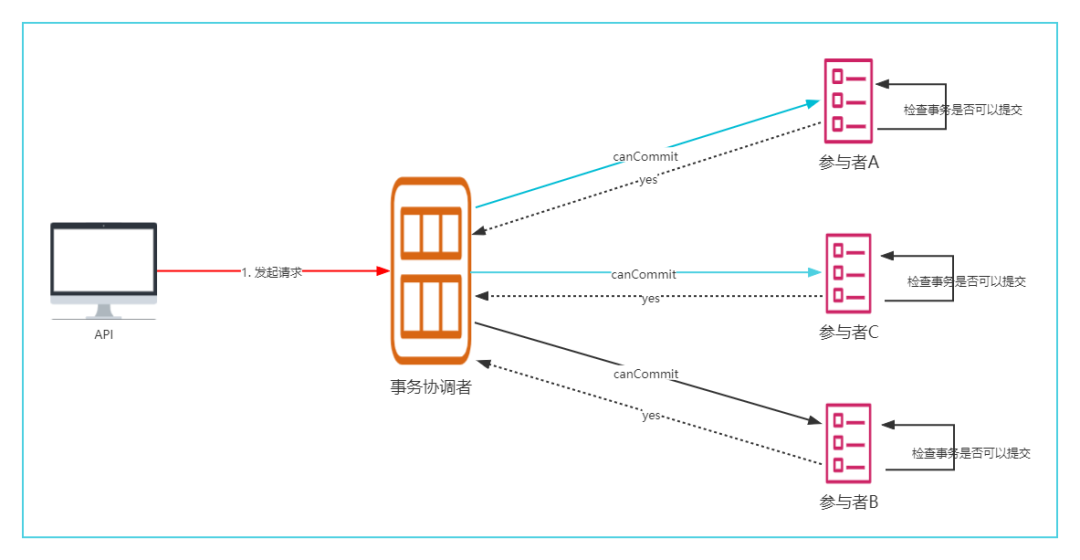 检查事务是否可以提交
参与者A
canCommit
yes
1. 发起请求
API
事务协调者
canCommit
yes
检查事务是否可以提交
参与者C
canCommit
yes
检查事务是否可以提交
参与者B